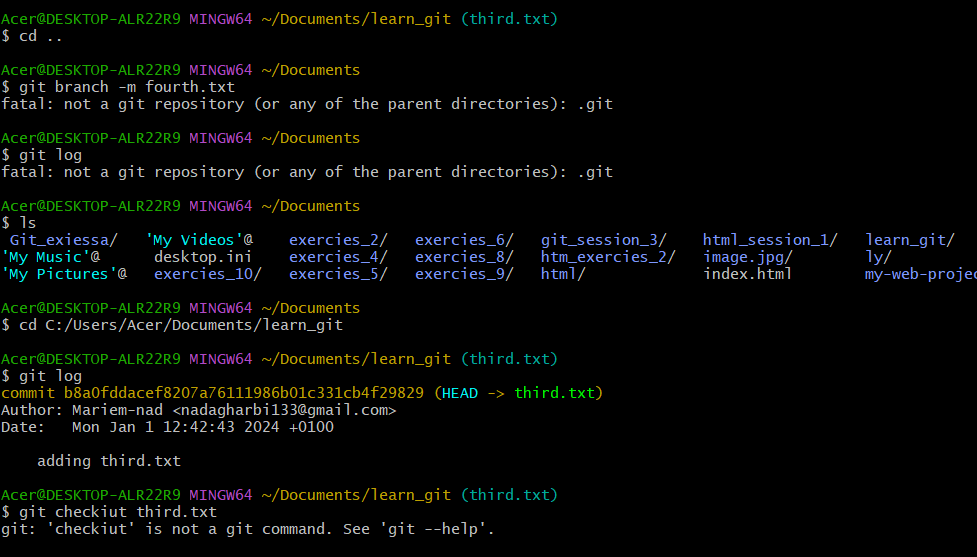 Acer@DESKTOP-ALR22R9 MINGW64 ~/Documents/learn_git (third.txt)
$ cd ..
Acer@DESKTOP-ALR22R9 MINGW64 ~/Documents
$ git branch -m fourth.txt
fatal: not a git repository (or any of the parent directories): .git
Acer@DESKTOP-ALR22R9 MINGW64 ~/Documents
$ git log
fatal: not a git repository (or any of the parent directories): .git
Acer@DESKTOP-ALR22R9 MINGW64 ~/Documents
$ ls
Git_exiessa/ 'My Videos'@ exercies_2/ exercies_6/ git_session_3/ html_session_1/ learn_git/
'My Music'@ desktop.ini exercies_4/ exercies_8/ htm_exercies_2/ image.jpg/ ly/
'My Pictures'@ exercies_10/ exercies_5/ exercies_9/ html/ index.html my-web-projec
Acer@DESKTOP-ALR22R9 MINGW64 ~/Documents
$ cd C:/Users/Acer/Documents/learn_git
Acer@DESKTOP-ALR22R9 MINGW64 ~/Documents/learn_git (third.txt)
$ git log
commit b8a0fddacef8207a76111986b01c331cb4f29829 (HEAD -> third.txt)
Author: Mariem-nad <nadagharbi133@gmail.com>
Date:   Mon Jan 1 12:42:43 2024 +0100
adding third.txt
Acer@DESKTOP-ALR22R9 MINGW64 ~/Documents/learn_git (third.txt)
$ git checkiut third.txt
git: 'checkiut' is not a git command. See 'git --help'.